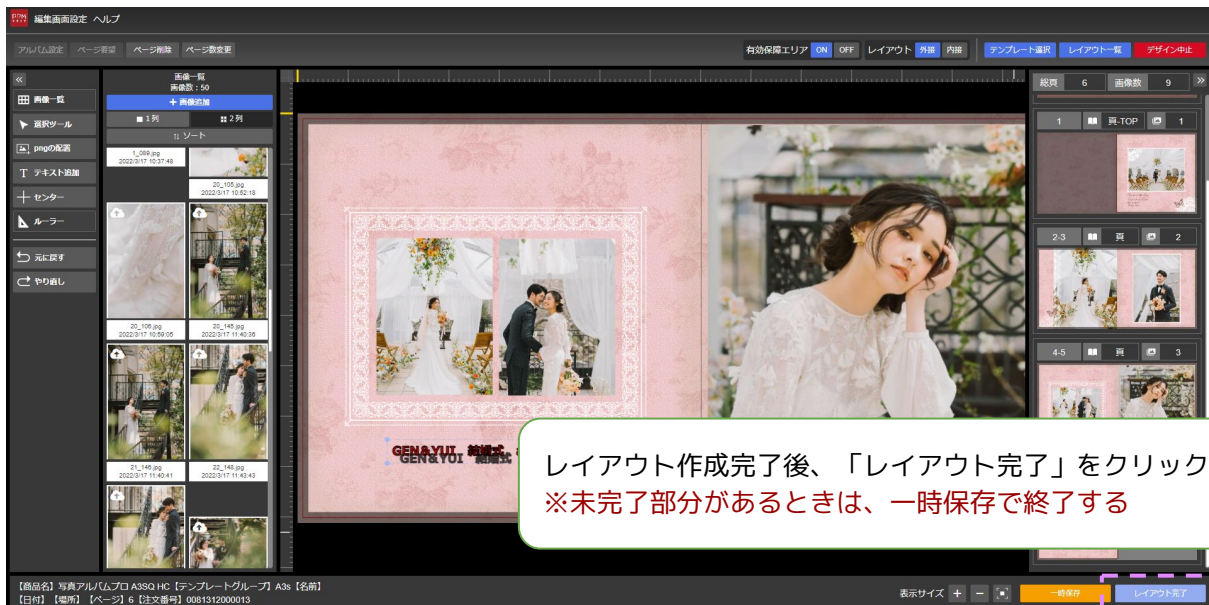 編集画面設定 ヘルプ
アルバム設定 ページ要望 ページ削除 ページ数変更
有効保障エリア ON OFF レイアウト 外接 内接 テンプレート選択 レイアウト一覧 デザイン中止
画像一覧
選択ツール
pngの配置
テキスト追加
センター
ルーラー
元に戻す
やり直し
画像一覧
画像数 : 50
+ 画像追加
1列 2列
ソート
1_089.jpg
2022/3/17 10:37:48
20_105.jpg
2022/3/17 10:52:18
20_106.jpg
2022/3/17 10:59:05
20_145.jpg
2022/3/17 11:40:36
21_146.jpg
2022/3/17 11:40:41
22_148.jpg
2022/3/17 11:43:43
GEN&YUI 結婚式
GEN&YUI 結婚式
総頁 6 画像数 9
1 頁-TOP 1
2-3 頁 2
4-5 頁 3
レイアウト作成完了後、「レイアウト完了」をクリック
※未完了部分があるときは、一時保存で終了する
【商品名】写真アルバムプロ A3SQ HC【テンプレートグループ】A3s【名前】
【日付】【場所】【ページ】6【注文番号】0081312000013
表示サイズ + −
一時保存 レイアウト完了